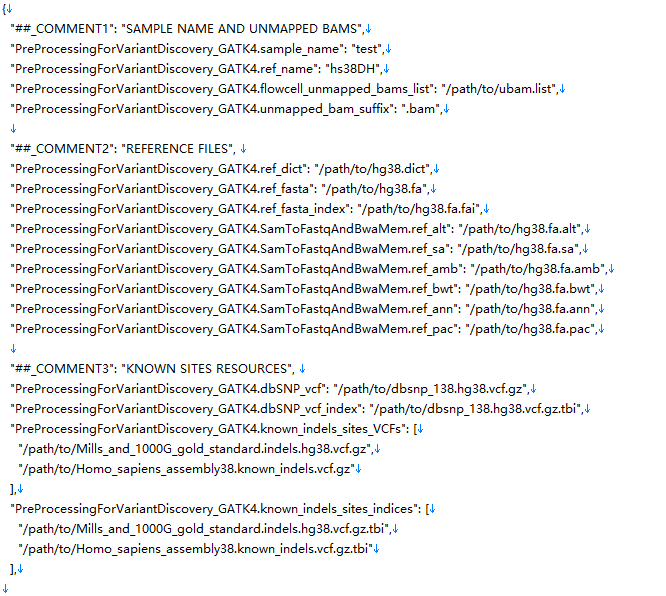 {↓
"##_COMMENT1": "SAMPLE NAME AND UNMAPPED BAMS",↓
"PreProcessingForVariantDiscovery_GATK4.sample_name": "test",↓
"PreProcessingForVariantDiscovery_GATK4.ref_name": "hs38DH",↓
"PreProcessingForVariantDiscovery_GATK4.flowcell_unmapped_bams_list": "/path/to/ubam.list",↓
"PreProcessingForVariantDiscovery_GATK4.unmapped_bam_suffix": ".bam",↓
↓
"##_COMMENT2": "REFERENCE FILES", ↓
"PreProcessingForVariantDiscovery_GATK4.ref_dict": "/path/to/hg38.dict",↓
"PreProcessingForVariantDiscovery_GATK4.ref_fasta": "/path/to/hg38.fa",↓
"PreProcessingForVariantDiscovery_GATK4.ref_fasta_index": "/path/to/hg38.fa.fai",↓
"PreProcessingForVariantDiscovery_GATK4.SamToFastqAndBwaMem.ref_alt": "/path/to/hg38.fa.alt",↓
"PreProcessingForVariantDiscovery_GATK4.SamToFastqAndBwaMem.ref_sa": "/path/to/hg38.fa.sa",↓
"PreProcessingForVariantDiscovery_GATK4.SamToFastqAndBwaMem.ref_amb": "/path/to/hg38.fa.amb",↓
"PreProcessingForVariantDiscovery_GATK4.SamToFastqAndBwaMem.ref_bwt": "/path/to/hg38.fa.bwt",↓
"PreProcessingForVariantDiscovery_GATK4.SamToFastqAndBwaMem.ref_ann": "/path/to/hg38.fa.ann",↓
"PreProcessingForVariantDiscovery_GATK4.SamToFastqAndBwaMem.ref_pac": "/path/to/hg38.fa.pac",↓
↓
"##_COMMENT3": "KNOWN SITES RESOURCES", ↓
"PreProcessingForVariantDiscovery_GATK4.dbSNP_vcf": "/path/to/dbsnp_138.hg38.vcf.gz",↓
"PreProcessingForVariantDiscovery_GATK4.dbSNP_vcf_index": "/path/to/dbsnp_138.hg38.vcf.gz.tbi",↓
"PreProcessingForVariantDiscovery_GATK4.known_indels_sites_VCFs": [↓
"/path/to/Mills_and_1000G_gold_standard.indels.hg38.vcf.gz",↓
"/path/to/Homo_sapiens_assembly38.known_indels.vcf.gz"↓
],↓
"PreProcessingForVariantDiscovery_GATK4.known_indels_sites_indices": [↓
"/path/to/Mills_and_1000G_gold_standard.indels.hg38.vcf.gz.tbi",↓
"/path/to/Homo_sapiens_assembly38.known_indels.vcf.gz.tbi"↓
],↓
↓